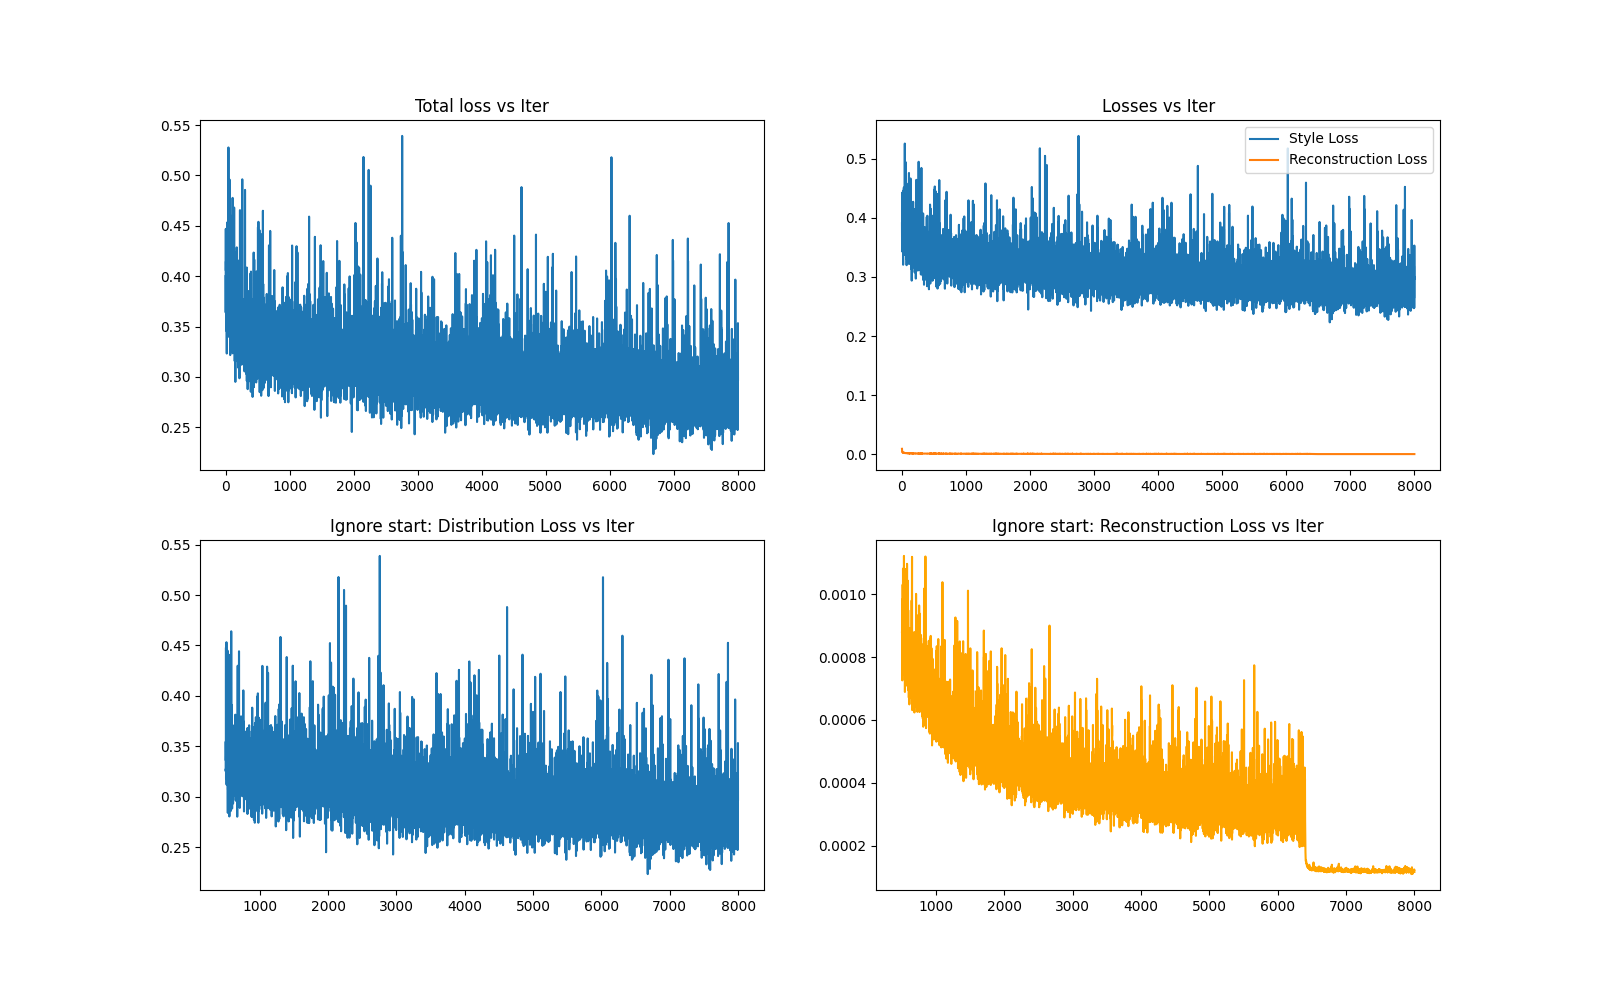 Total loss vs Iter
0.55
0.50
0.45
0.40
0.35
0.30
0.25
0 1000 2000 3000 4000 5000 6000 7000 8000
Losses vs Iter
Style Loss
Reconstruction Loss
0.5
0.4
0.3
0.2
0.1
0.0
0 1000 2000 3000 4000 5000 6000 7000 8000
Ignore start: Distribution Loss vs Iter
0.55
0.50
0.45
0.40
0.35
0.30
0.25
1000 2000 3000 4000 5000 6000 7000 8000
Ignore start: Reconstruction Loss vs Iter
0.0010
0.0008
0.0006
0.0004
0.0002
1000 2000 3000 4000 5000 6000 7000 8000